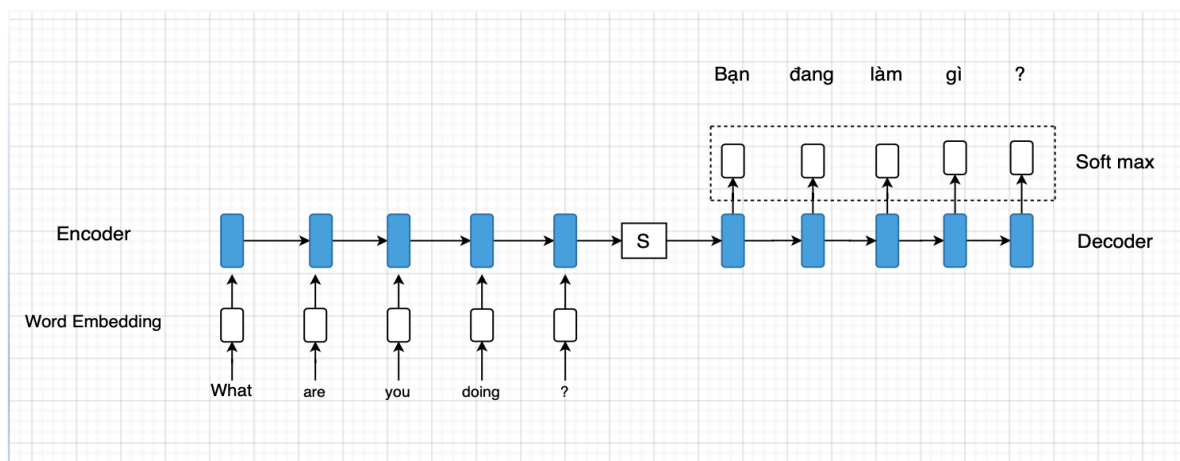 Bạn đang làm gì ?
Soft max
Encoder
S
Decoder
Word Embedding
What are you doing ?